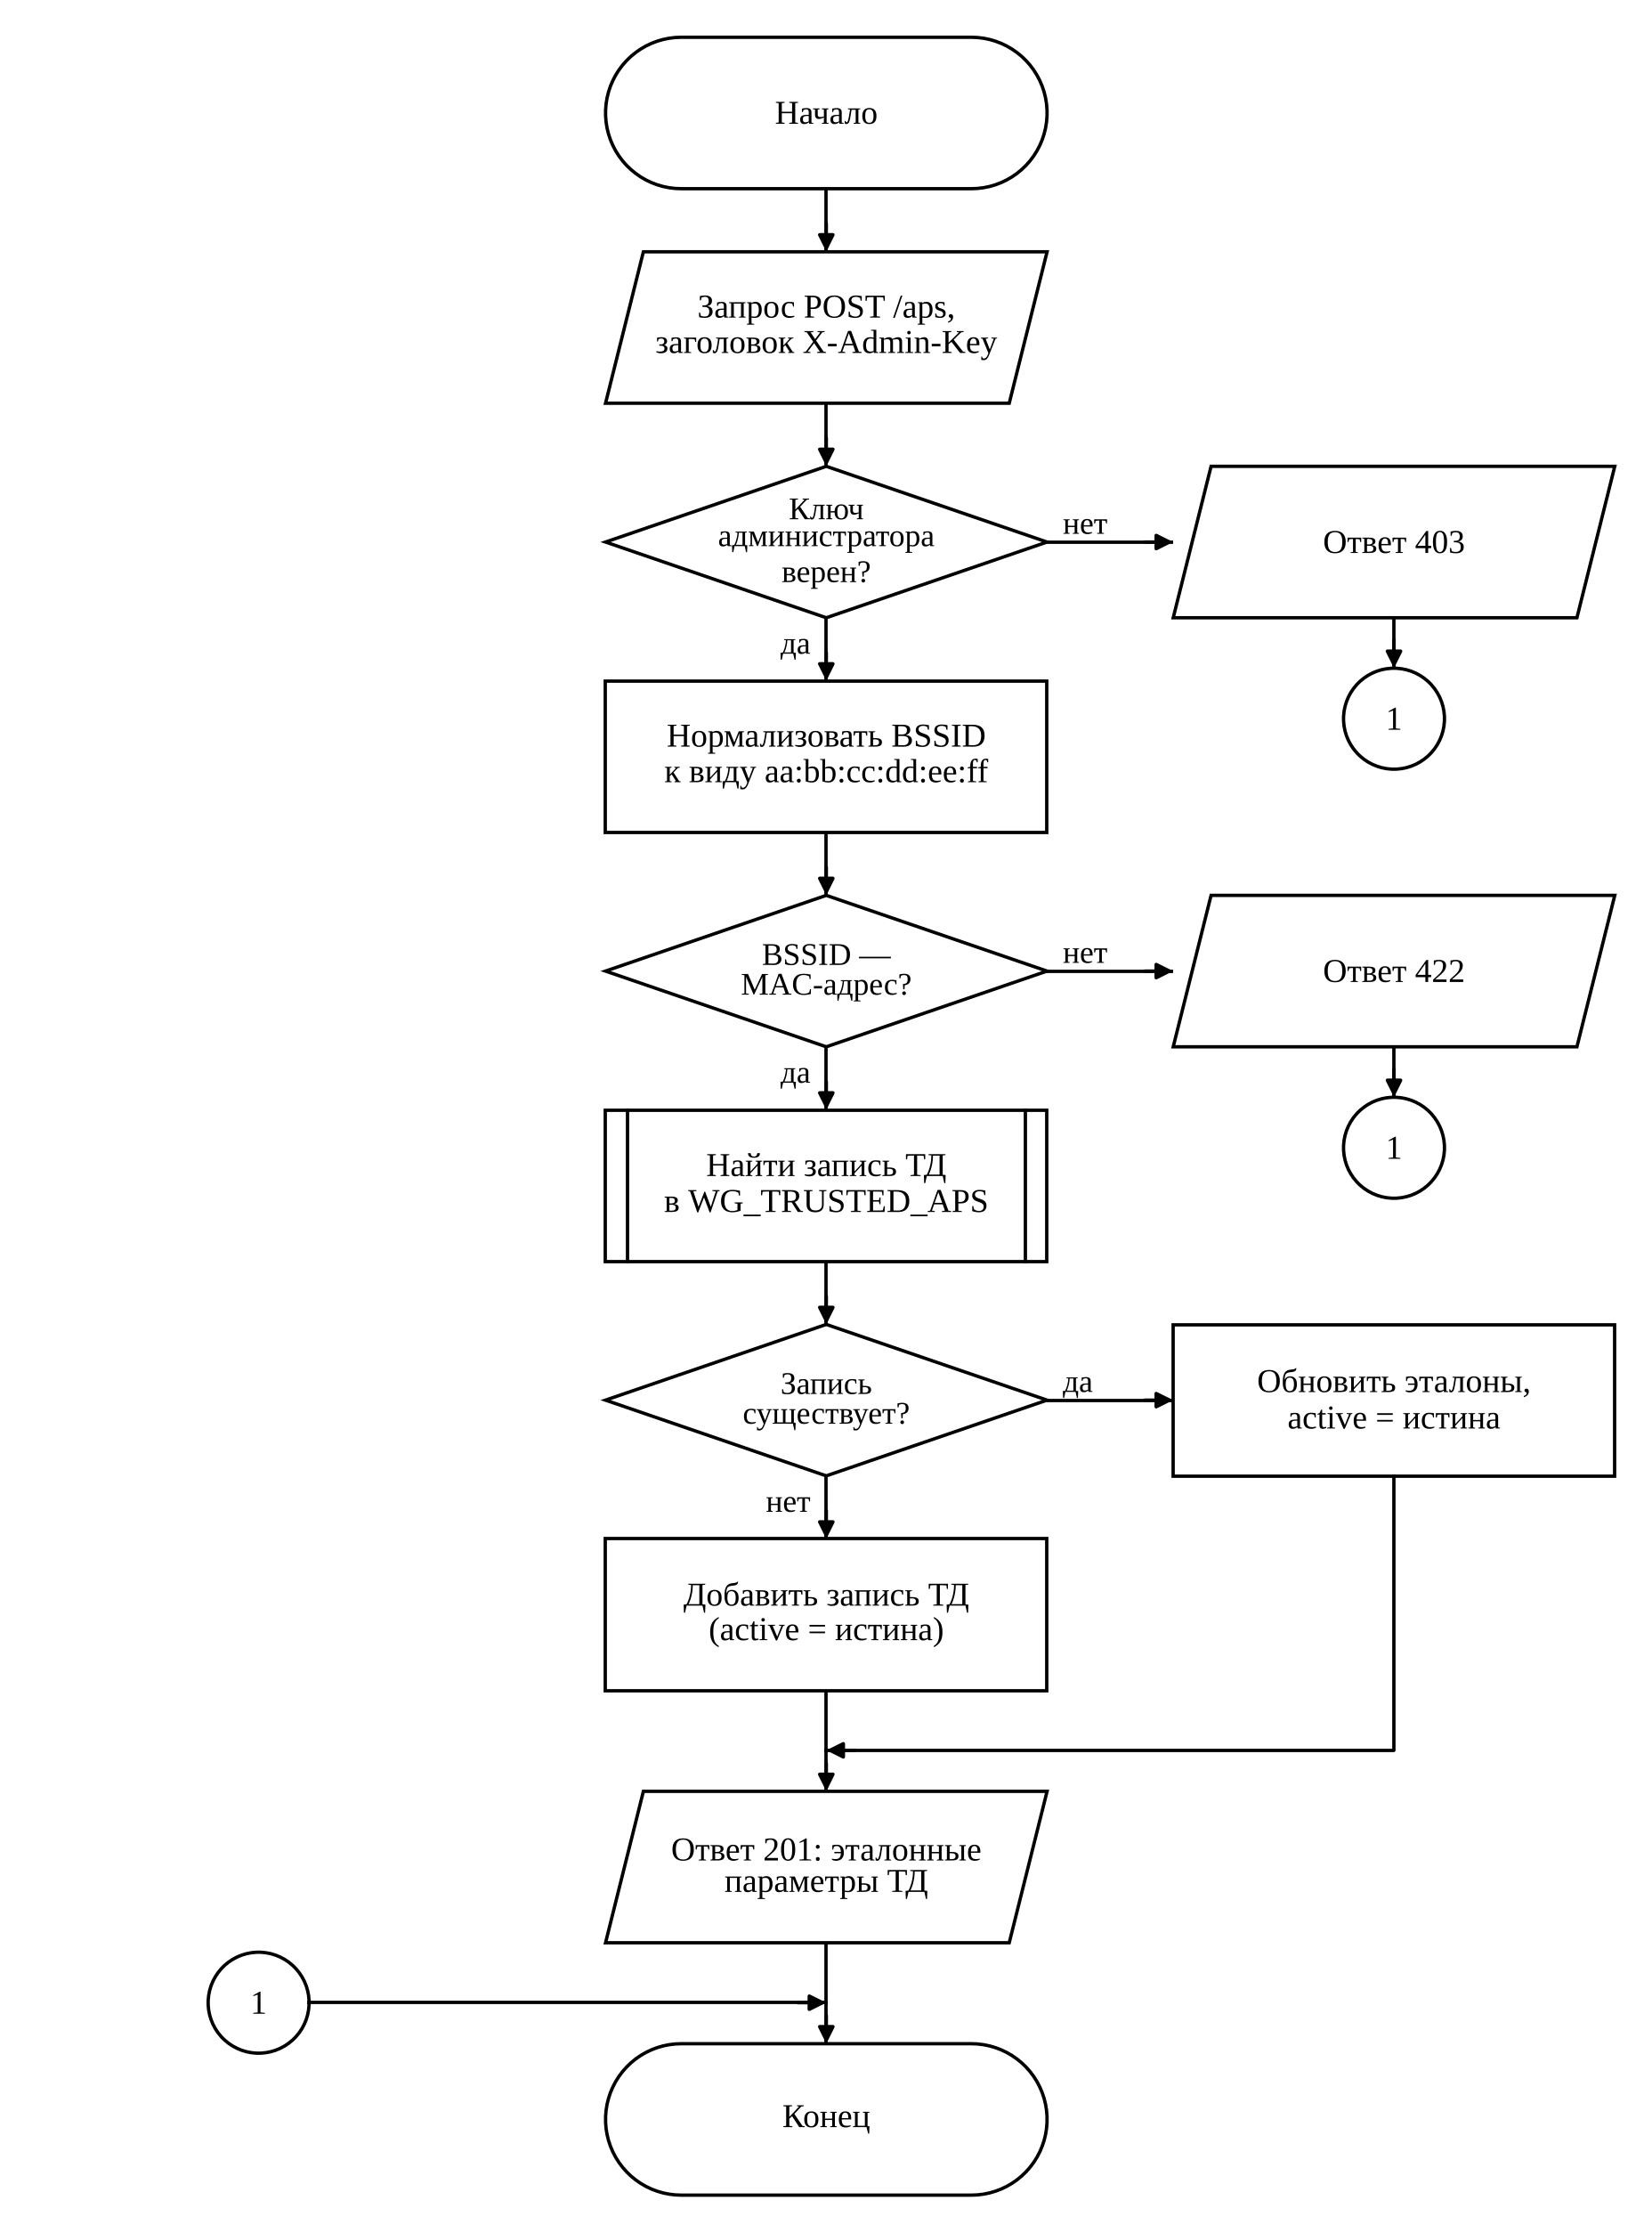 Начало
Запрос POST /aps,
заголовок X-Admin-Key
Ключ
администратора
верен?
нет
Ответ 403
да
1
Нормализовать BSSID
к виду aa:bb:cc:dd:ee:ff
BSSID —
MAC-адрес?
нет
Ответ 422
да
1
Найти запись ТД
в WG_TRUSTED_APS
Запись
существует?
да
Обновить эталоны,
active = истина
нет
Добавить запись ТД
(active = истина)
Ответ 201: эталонные
параметры ТД
1
Конец